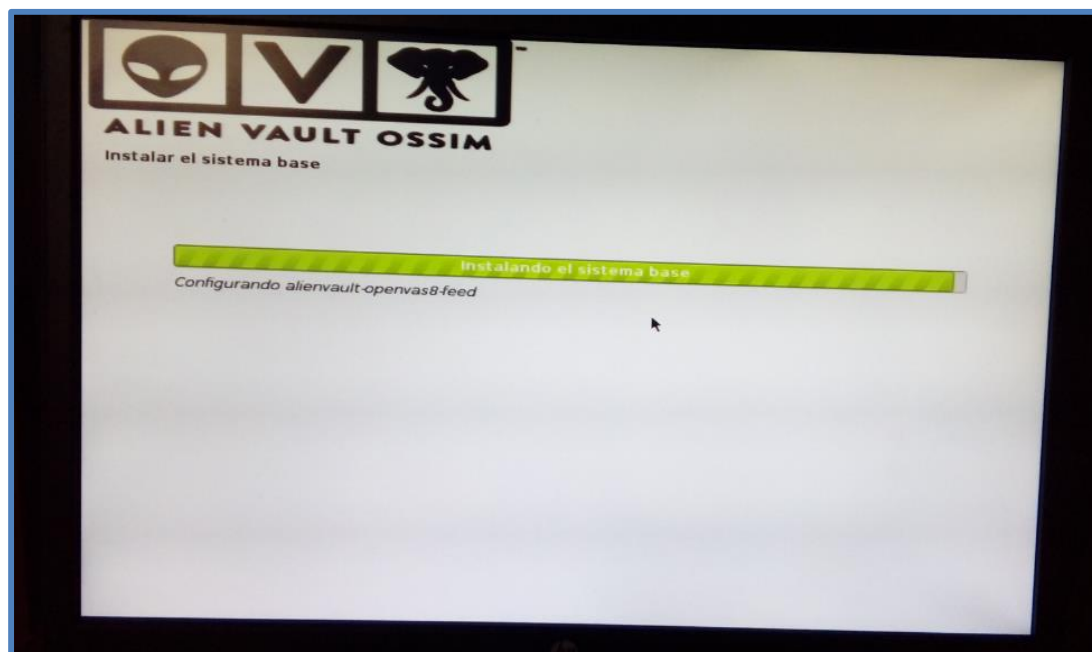 ALIEN VAULT OSSIM
Instalar el sistema base
Instalando el sistema base
Configurando alienvault-openvas8-feed